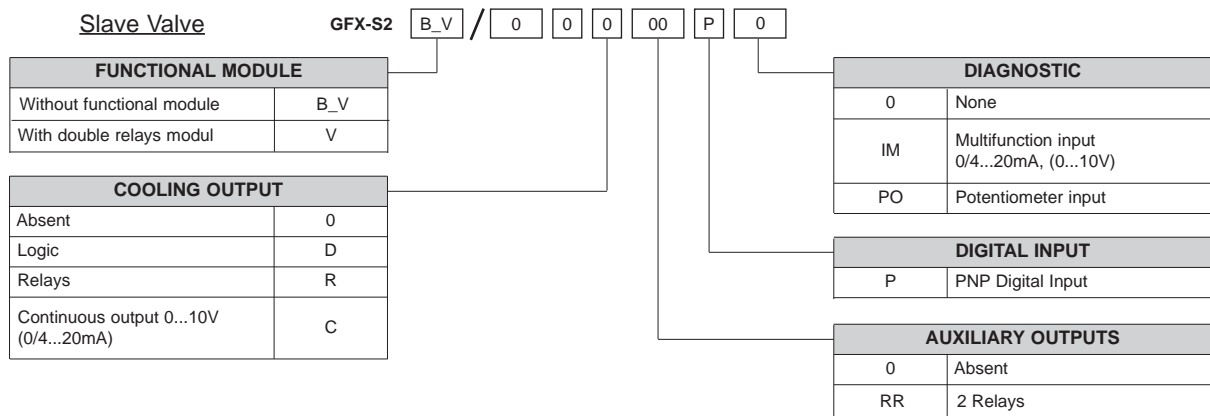 Slave Valve
GFX-S2 B_V / 0 0 0 00 P 0
FUNCTIONAL MODULE
Without functional module B_V
With double relays modul V
COOLING OUTPUT
Absent 0
Logic D
Relays R
Continuous output 0...10V
(0/4...20mA) C
DIAGNOSTIC
0 None
IM Multifunction input
0/4...20mA, (0...10V)
PO Potentiometer input
DIGITAL INPUT
P PNP Digital Input
AUXILIARY OUTPUTS
0 Absent
RR 2 Relays